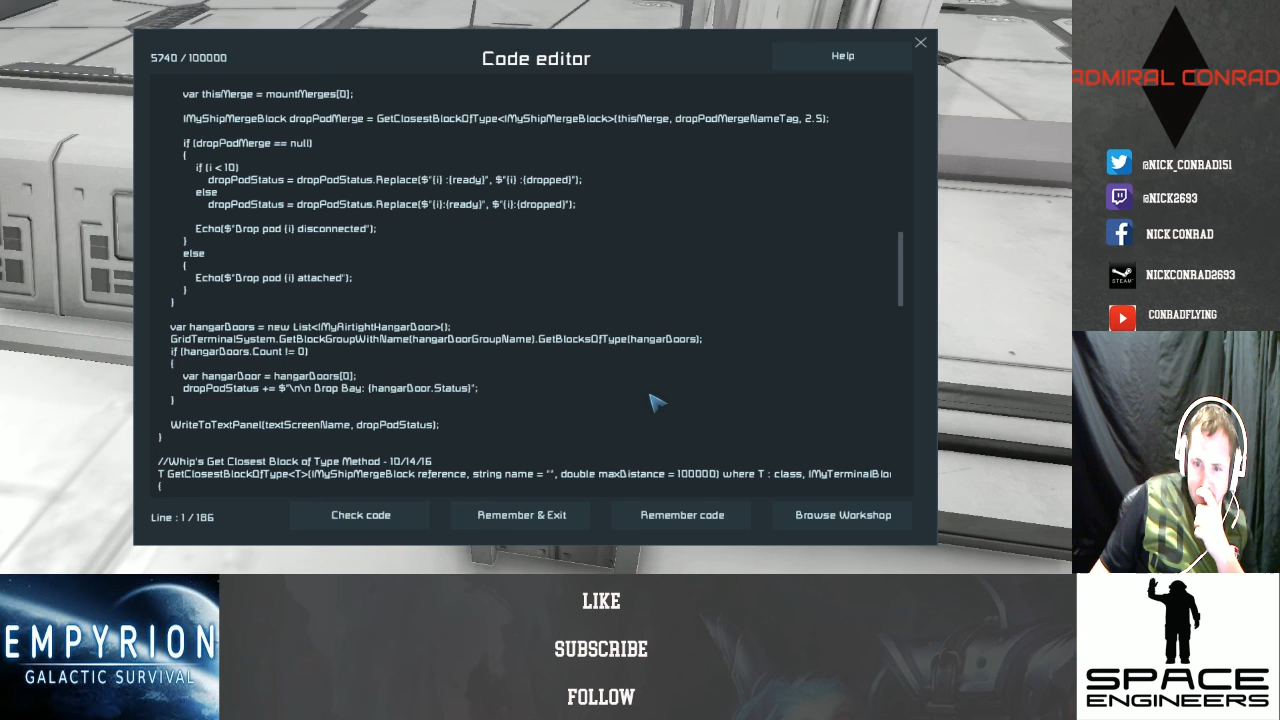 5740 / 100000
Code editor
Help
var thisMerge = mountMerges[0];
IMyShipMergeBlock dropPodMerge = GetClosestBlockOfType<IMyShipMergeBlock>(thisMerge, dropPodMergeNameTag, 2.5);
if (dropPodMerge == null)
{
if (i < 10)
dropPodStatus = dropPodStatus.Replace($"{i} :{ready}", $"{i} :{dropped}");
else
dropPodStatus = dropPodStatus.Replace($"{i}:{ready}", $"{i}:{dropped}");
Echo($"Drop pod {i} disconnected");
}
else
{
Echo($"Drop pod {i} attached");
}
}
var hangarDoors = new List<IMyAirtightHangarDoor>();
GridTerminalSystem.GetBlockGroupWithName(hangarDoorGroupName).GetBlocksOfType(hangarDoors);
if (hangarDoors.Count != 0)
{
var hangarDoor = hangarDoors[0];
dropPodStatus += $"\n\n Drop Bay: {hangarDoor.Status}";
}
WriteToTextPanel(textScreenName, dropPodStatus);
}
//Whip's Get Closest Block of Type Method - 10/14/16
T GetClosestBlockOfType<T>(IMyShipMergeBlock reference, string name = "", double maxDistance = 100000) where T : class, IMyTerminalBlo
{
Line : 1 / 186
Check code
Remember & Exit
Remember code
Browse Workshop
ADMIRAL CONRAD
@NICK_CONRAD151
@NICK2693
NICK CONRAD
STEAM
NICKCONRAD2693
CONRADFLYING
EMPYRION
GALACTIC SURVIVAL
LIKE
SUBSCRIBE
FOLLOW
SPACE
ENGINEERS